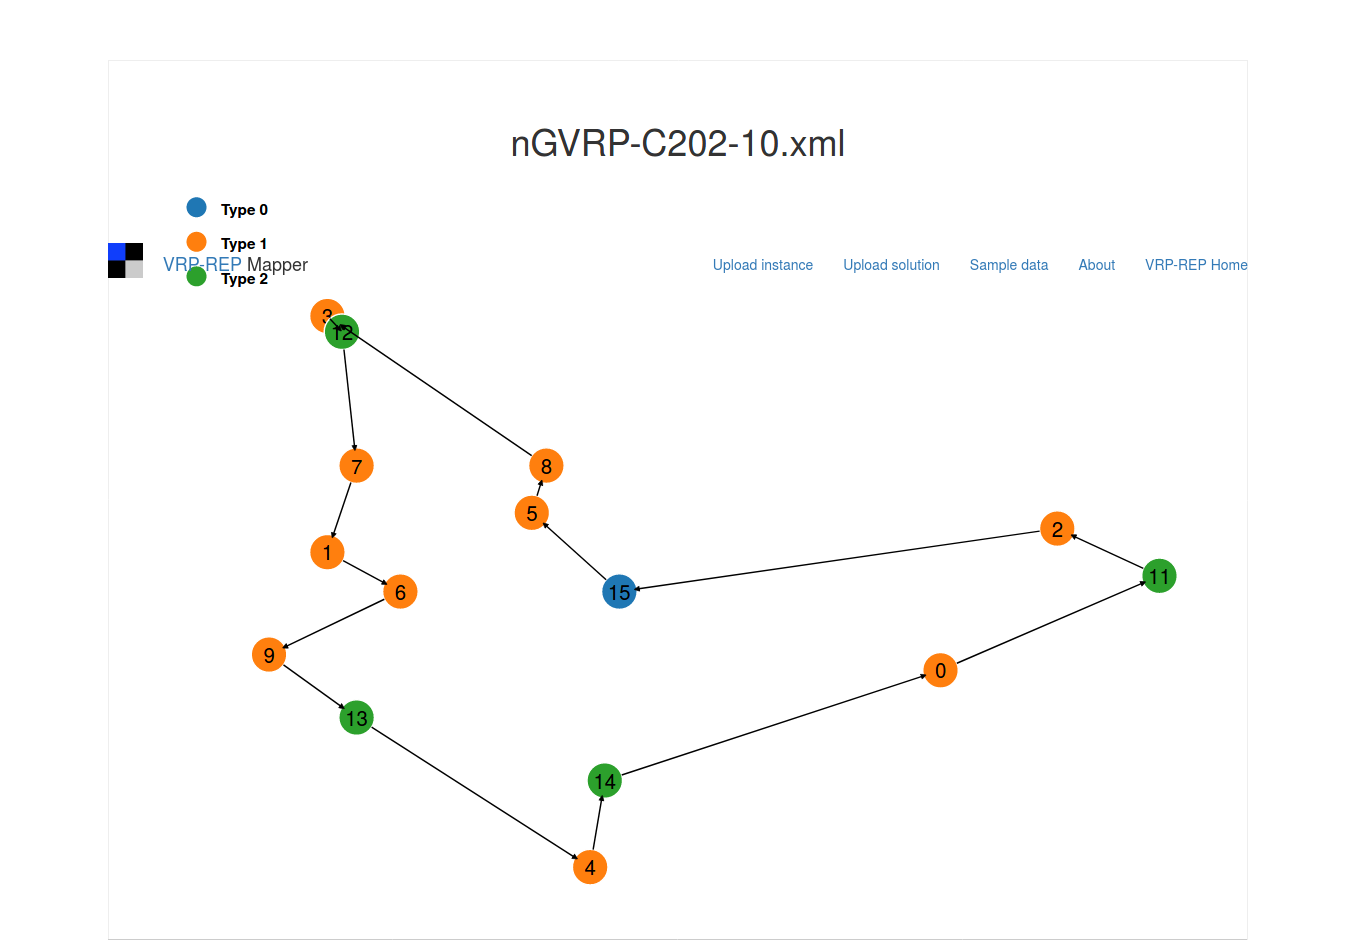 nGVRP-C202-10.xml
Type 0
Type 1
VRP-REP Mapper
Upload instance
Upload solution
Sample data
About
VRP-REP Home
Type 2
3
12
7
8
5
2
1
11
6
15
9
0
13
14
4